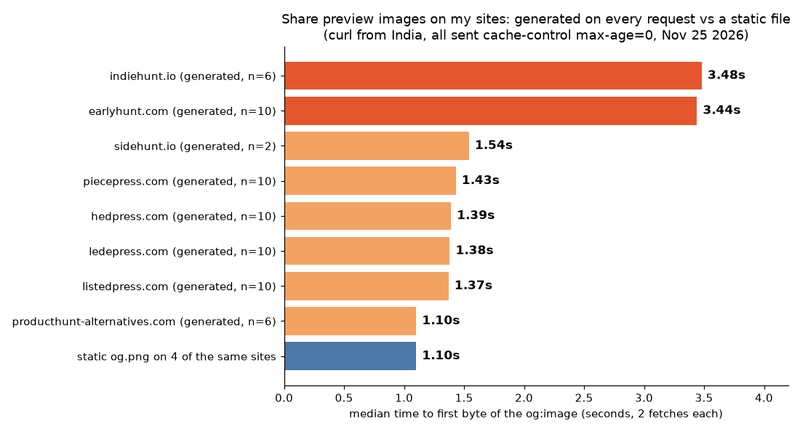 Share preview images on my sites: generated on every request vs a static file
(curl from India, all sent cache-control max-age=0, Nov 25 2026)
indiehunt.io (generated, n=6) 3.48s
earlyhunt.com (generated, n=10) 3.44s
sidehunt.io (generated, n=2) 1.54s
piecepress.com (generated, n=10) 1.43s
hedpress.com (generated, n=10) 1.39s
ledepress.com (generated, n=10) 1.38s
listedpress.com (generated, n=10) 1.37s
producthunt-alternatives.com (generated, n=6) 1.10s
static og.png on 4 of the same sites 1.10s
0.0 0.5 1.0 1.5 2.0 2.5 3.0 3.5 4.0
median time to first byte of the og:image (seconds, 2 fetches each)